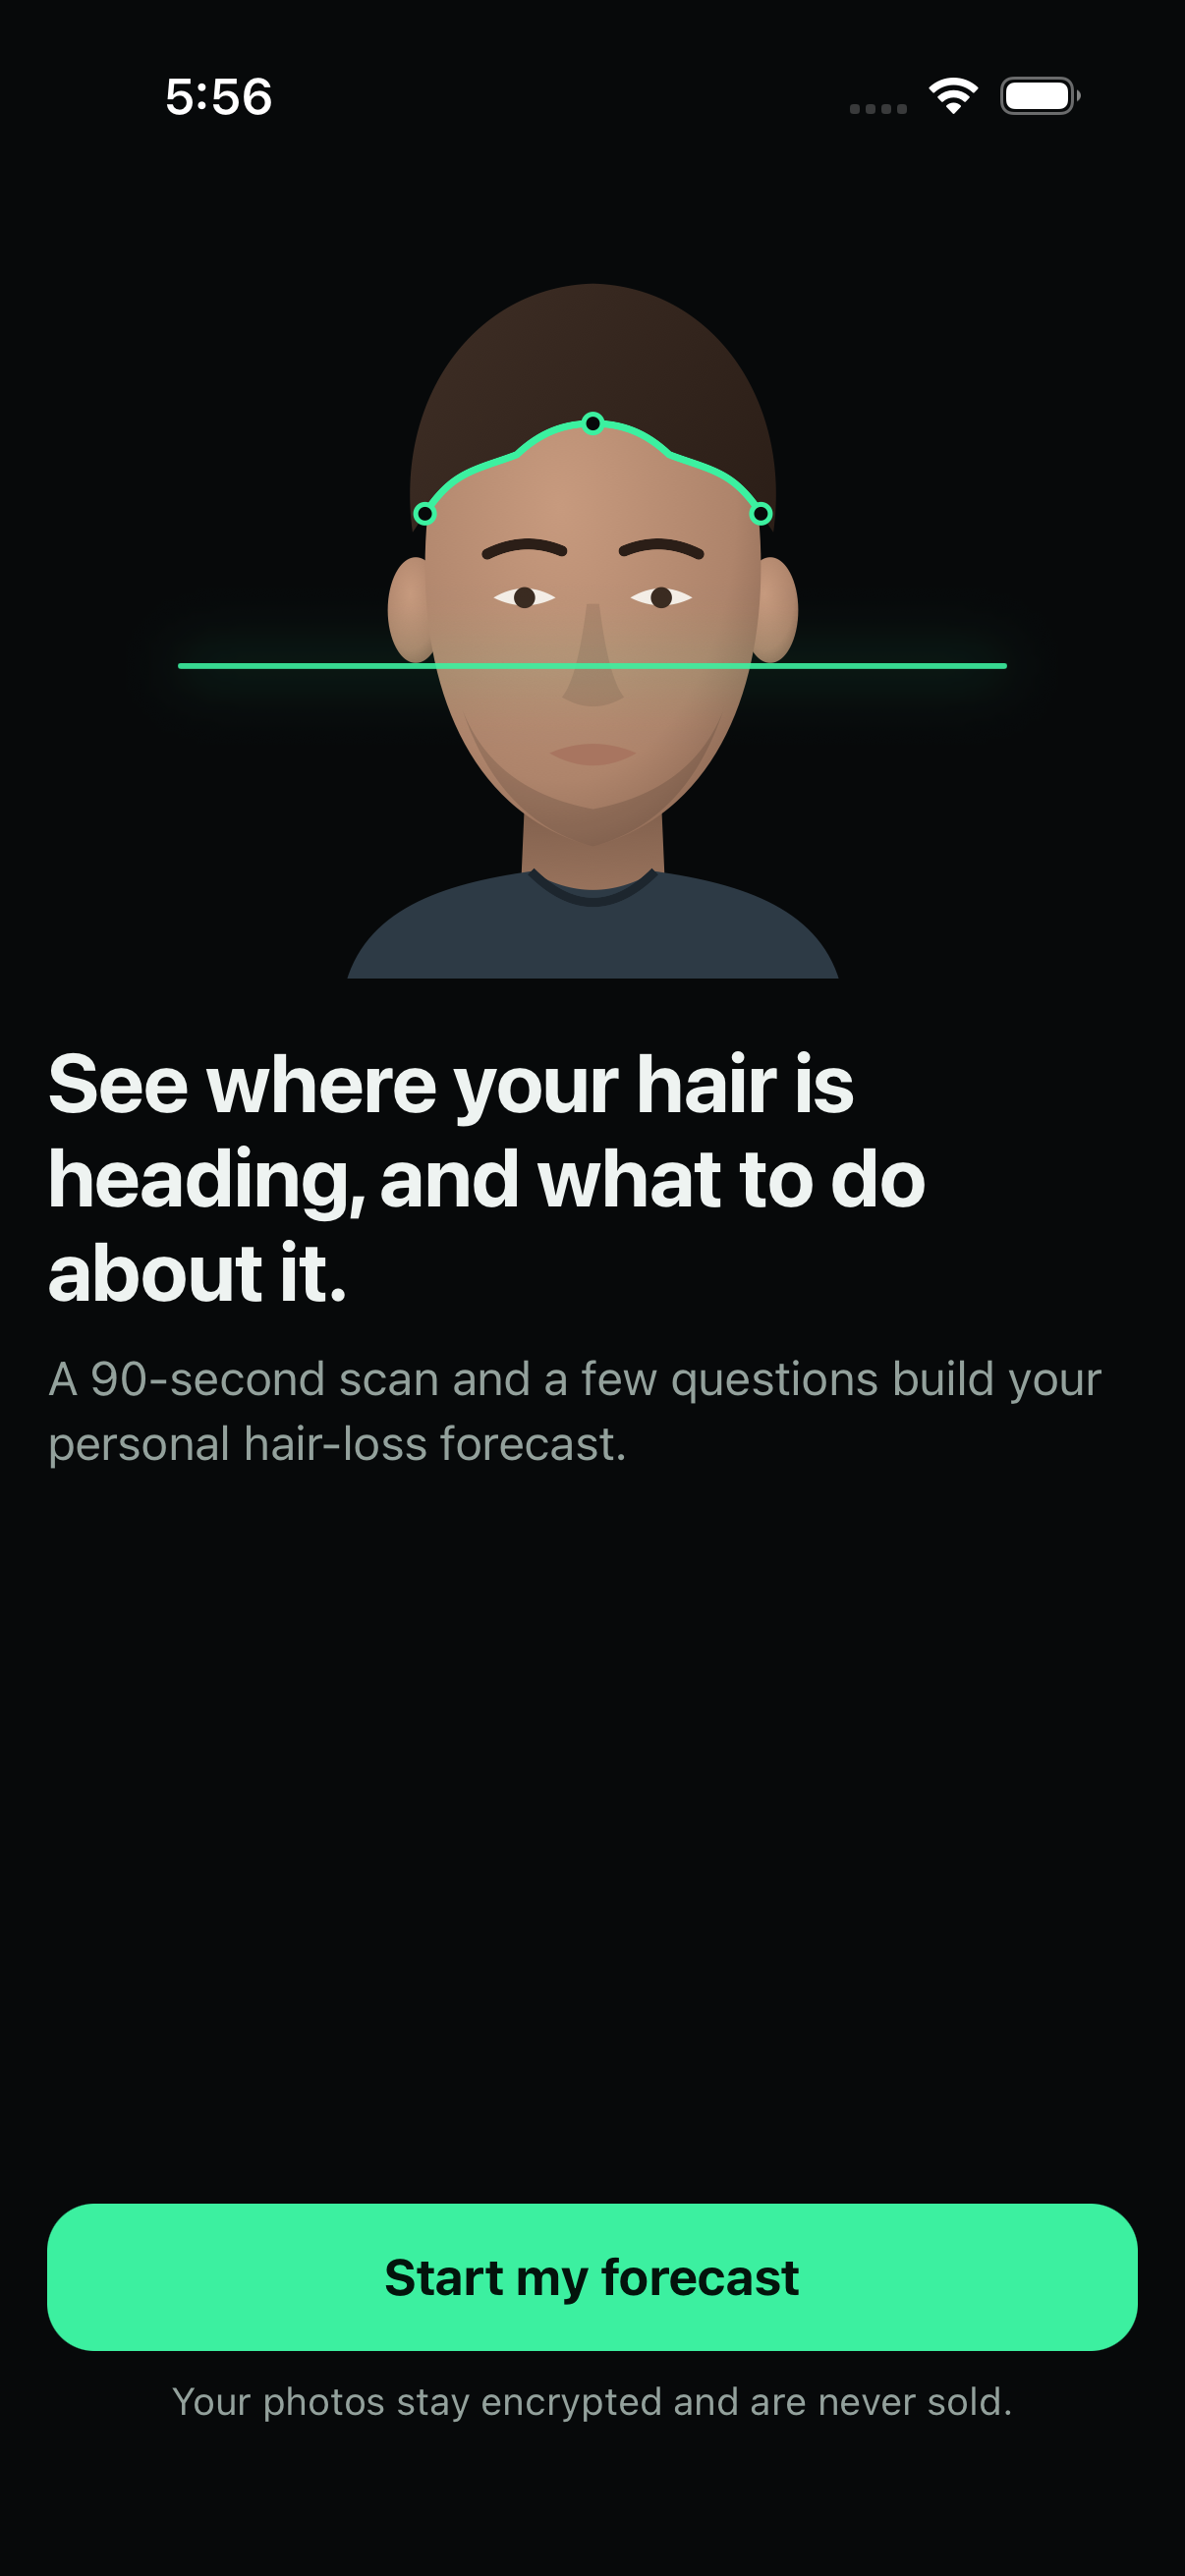 5:56
See where your hair is
heading, and what to do
about it.
A 90-second scan and a few questions build your
personal hair-loss forecast.
Start my forecast
Your photos stay encrypted and are never sold.